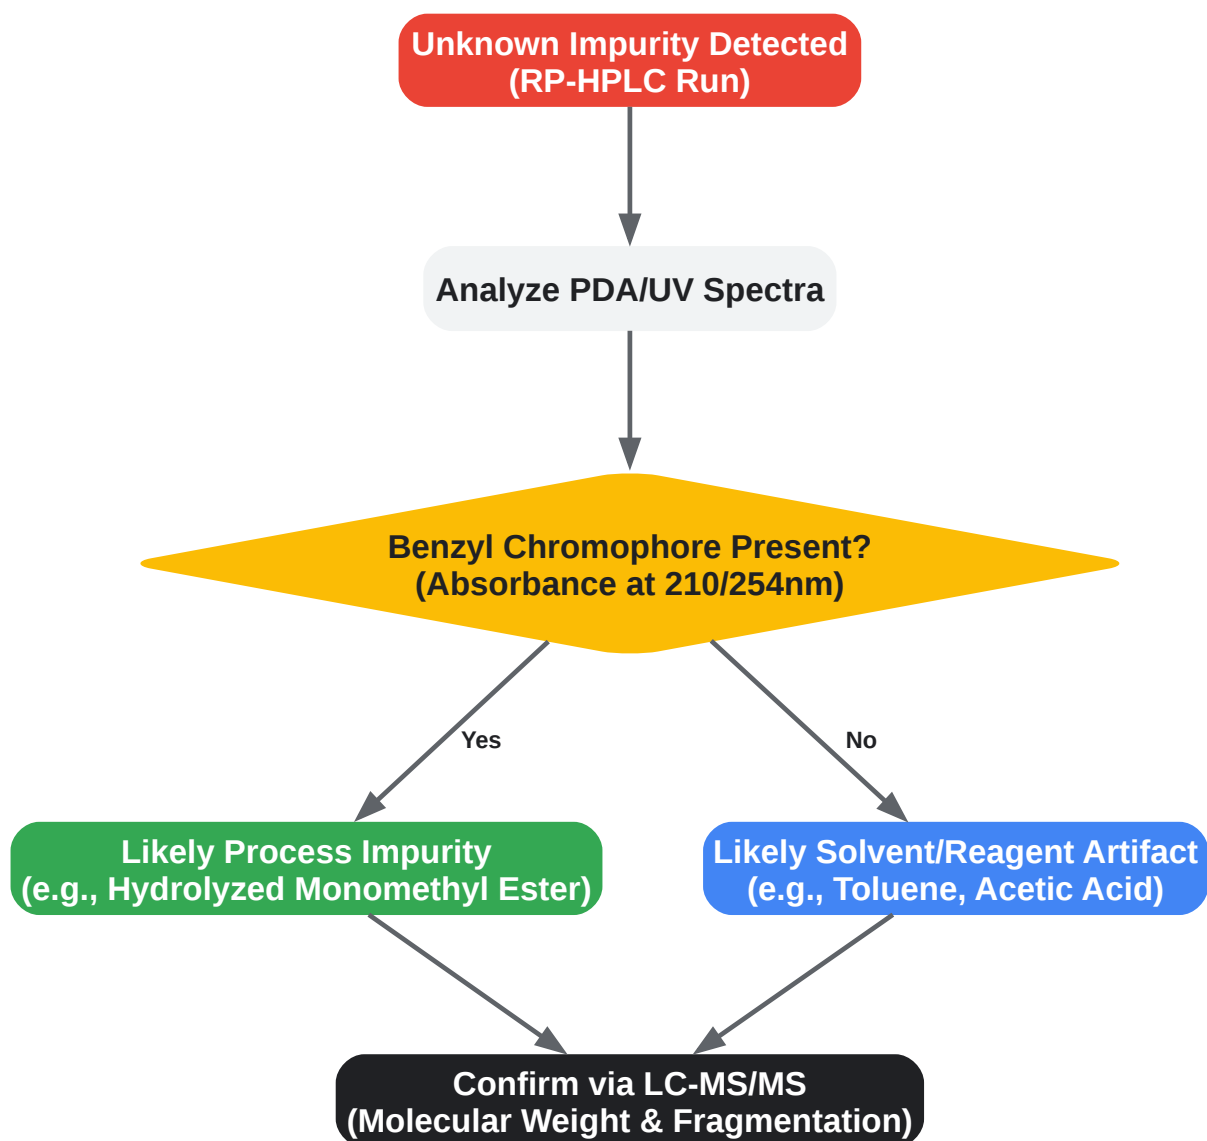 Unknown Impurity Detected
(RP-HPLC Run)
Analyze PDA/UV Spectra
Benzyl Chromophore Present?
(Absorbance at 210/254nm)
Yes
No
Likely Process Impurity
(e.g., Hydrolyzed Monomethyl Ester)
Likely Solvent/Reagent Artifact
(e.g., Toluene, Acetic Acid)
Confirm via LC-MS/MS
(Molecular Weight & Fragmentation)